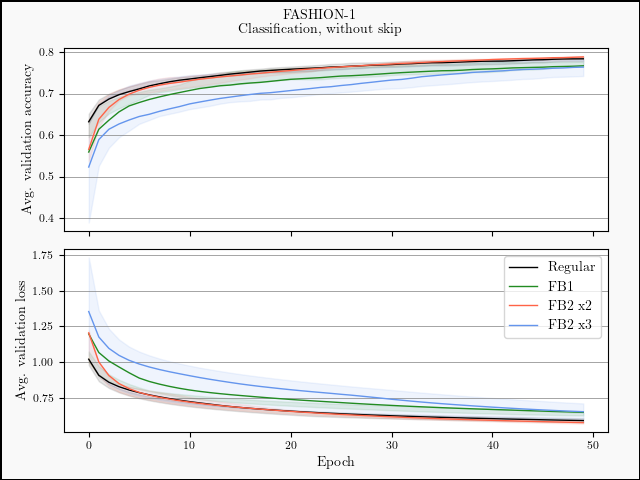 FASHION-1
Classification, without skip
Avg. validation accuracy
0.8
0.7
0.6
0.5
0.4
Avg. validation loss
1.75
1.50
1.25
1.00
0.75
Regular
FB1
FB2 x2
FB2 x3
0 10 20 30 40 50
Epoch